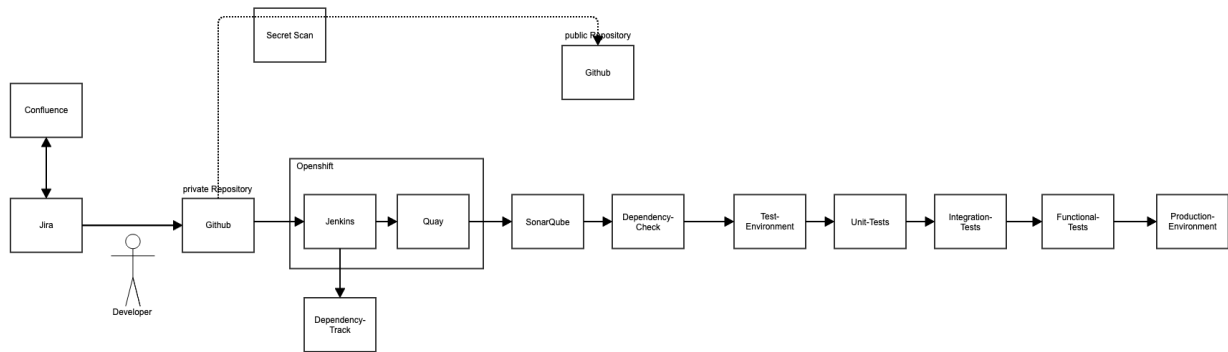 Secret Scan
public Repository
Github
Confluence
Openshift
private Repository
Jira
Github
Jenkins
Quay
SonarQube
Dependency-
Check
Test-
Environment
Unit-Tests
Integration-
Tests
Functional-
Tests
Production-
Environment
Developer
Dependency-
Track